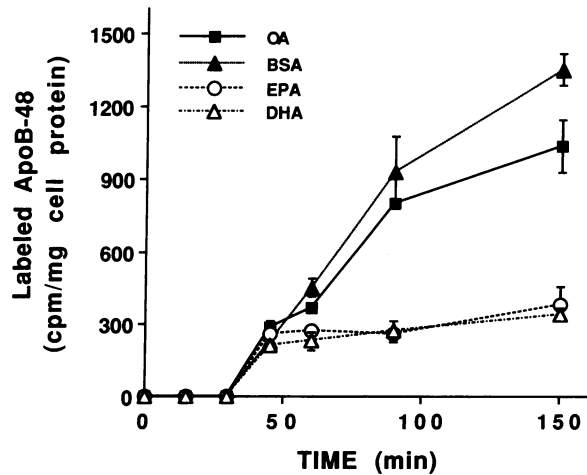 1500
1200
900
600
300
0
Labeled ApoB-48
(cpm/mg cell protein)
OA
BSA
EPA
DHA
0 50 100 150
TIME (min)